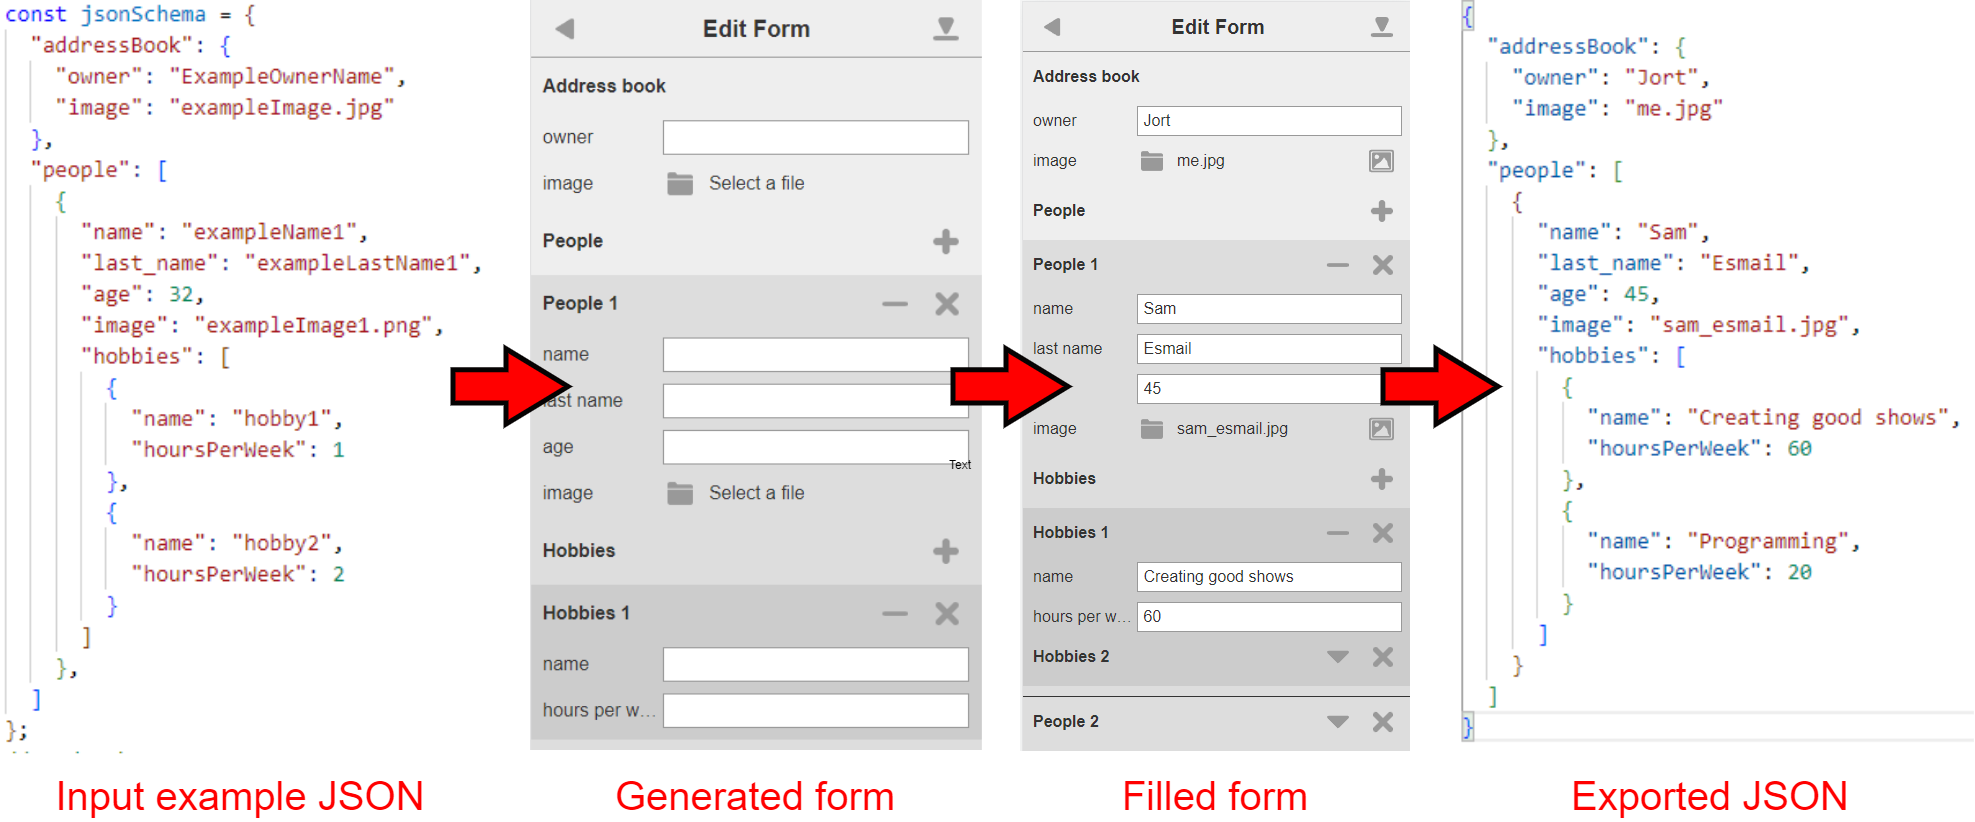 const jsonSchema = {
"addressBook": {
"owner": "ExampleOwnerName",
"image": "exampleImage.jpg"
},
"people": [
{
"name": "exampleName1",
"last_name": "exampleLastName1",
"age": 32,
"image": "exampleImage1.png",
"hobbies": [
{
"name": "hobby1",
"hoursPerWeek": 1
},
{
"name": "hobby2",
"hoursPerWeek": 2
}
]
},
]
};
Input example JSON
Edit Form
Address book
owner
image Select a file
People
People 1
name
last name
age
Text
image Select a file
Hobbies
Hobbies 1
name
hours per w...
Generated form
Edit Form
Address book
owner Jort
image me.jpg
People
People 1
name Sam
last name Esmail
45
image sam_esmail.jpg
Hobbies
Hobbies 1
name Creating good shows
hours per w... 60
Hobbies 2
People 2
Filled form
{
"addressBook": {
"owner": "Jort",
"image": "me.jpg"
},
"people": [
{
"name": "Sam",
"last_name": "Esmail",
"age": 45,
"image": "sam_esmail.jpg",
"hobbies": [
{
"name": "Creating good shows",
"hoursPerWeek": 60
},
{
"name": "Programming",
"hoursPerWeek": 20
}
]
}
]
}
Exported JSON